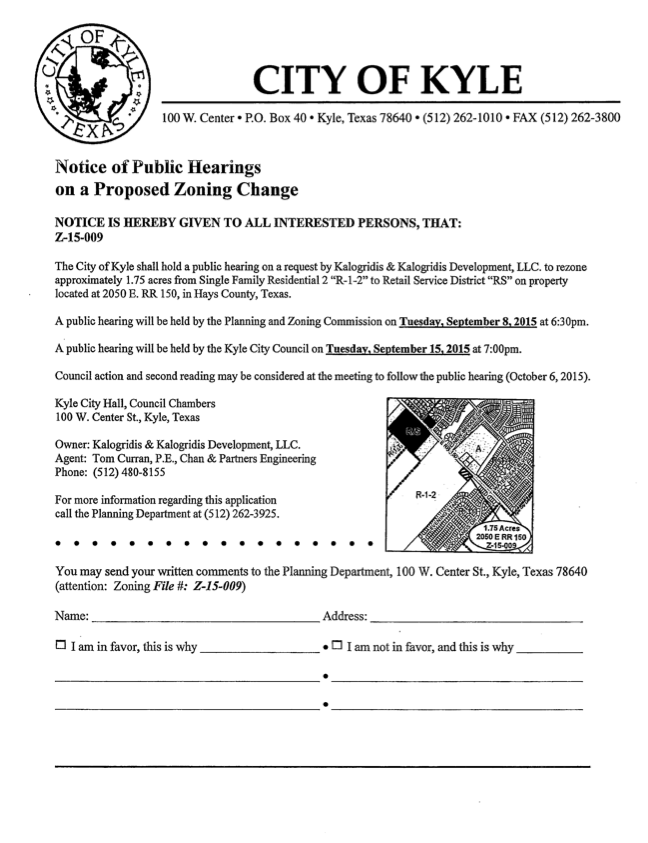 CITY OF KYLE
TEXAS
CITY OF KYLE
100 W. Center • P.O. Box 40 • Kyle, Texas 78640 • (512) 262-1010 • FAX (512) 262-3800
Notice of Public Hearings
on a Proposed Zoning Change
NOTICE IS HEREBY GIVEN TO ALL INTERESTED PERSONS, THAT:
Z-15-009
The City of Kyle shall hold a public hearing on a request by Kalogridis & Kalogridis Development, LLC. to rezone
approximately 1.75 acres from Single Family Residential 2 "R-1-2" to Retail Service District "RS" on property
located at 2050 E. RR 150, in Hays County, Texas.
A public hearing will be held by the Planning and Zoning Commission on Tuesday, September 8, 2015 at 6:30pm.
A public hearing will be held by the Kyle City Council on Tuesday, September 15, 2015 at 7:00pm.
Council action and second reading may be considered at the meeting to follow the public hearing (October 6, 2015).
Kyle City Hall, Council Chambers
100 W. Center St., Kyle, Texas
Owner: Kalogridis & Kalogridis Development, LLC.
Agent: Tom Curran, P.E., Chan & Partners Engineering
Phone: (512) 480-8155
For more information regarding this application
call the Planning Department at (512) 262-3925.
A
R-1-2
1.75 Acres
2050 E RR 150
Z-15-009
You may send your written comments to the Planning Department, 100 W. Center St., Kyle, Texas 78640
(attention: Zoning File #: Z-15-009)
Name: Address:
I am in favor, this is why • I am not in favor, and this is why